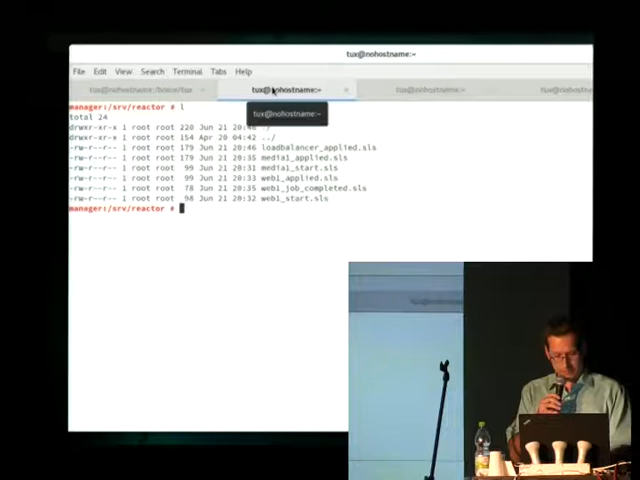 tux@nohostname:~
File Edit View Search Terminal Tabs Help
tux@nohostname:~
tux@nohostname:~
manager:/srv/reactor # l
tux@nohostname:~
total 24
drwxr-xr-x 1 root root 220 Jun 21 20:46 ./
drwxr-xr-x 1 root root 154 Apr 20 04:42 ../
-rw-r--r-- 1 root root 179 Jun 21 20:46 loadbalancer_applied.sls
-rw-r--r-- 1 root root 179 Jun 21 20:35 media1_applied.sls
-rw-r--r-- 1 root root 99 Jun 21 20:31 media1_start.sls
-rw-r--r-- 1 root root 99 Jun 21 20:33 web1_applied.sls
-rw-r--r-- 1 root root 78 Jun 21 20:35 web1_job_completed.sls
-rw-r--r-- 1 root root 98 Jun 21 20:32 web1_start.sls
manager:/srv/reactor #